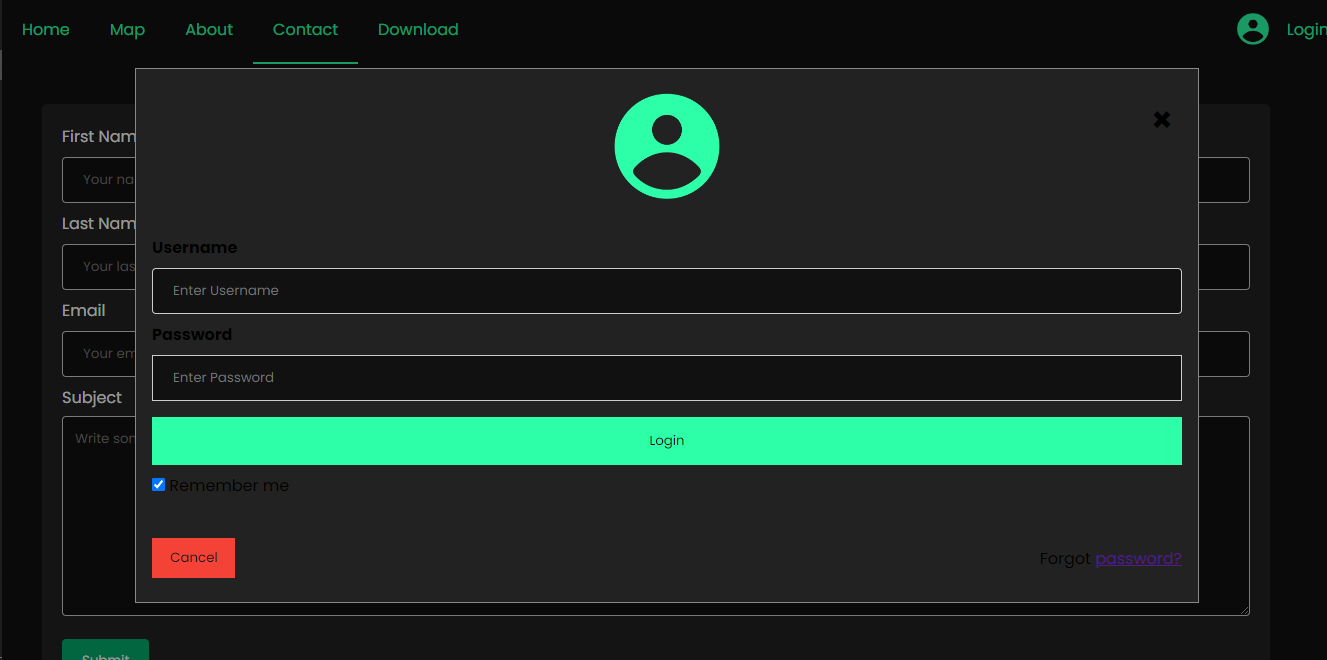 Home Map About Contact Download Login
First Nam
Your na
Last Nam
Your las
Email
Your em
Subject
Write son
✖
Username
Enter Username
Password
Enter Password
Login
Remember me
Cancel
Forgot password?
Submit